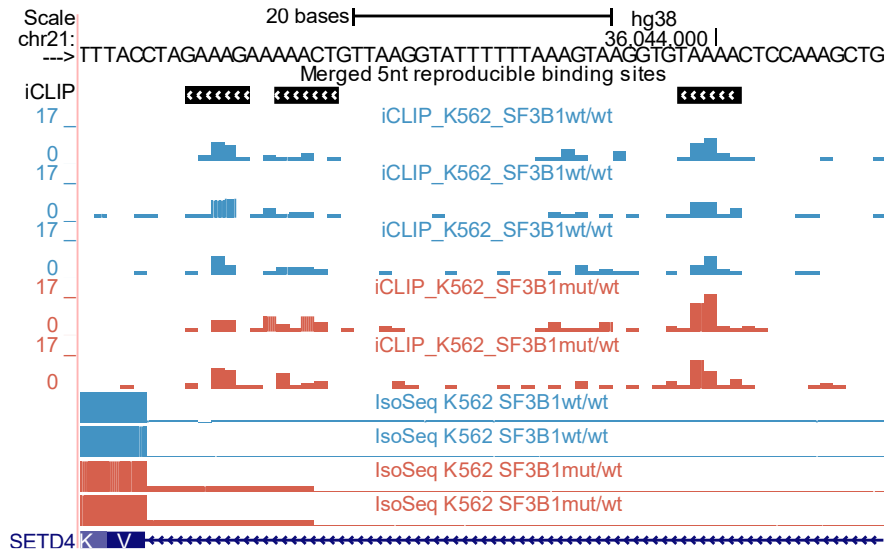 Scale 20 bases hg38
chr21: 36,044,000
---> TTTACCTAGAAAGAAAAACTGTTAAGGTATTTTTTAAAGTAAGGTGTAAAACTCCAAAGCTG
Merged 5nt reproducible binding sites
iCLIP
17 _ iCLIP_K562_SF3B1wt/wt
0 _
17 _ iCLIP_K562_SF3B1wt/wt
0 _
17 _ iCLIP_K562_SF3B1wt/wt
0 _
17 _ iCLIP_K562_SF3B1mut/wt
0 _
17 _ iCLIP_K562_SF3B1mut/wt
0
IsoSeq K562 SF3B1wt/wt
IsoSeq K562 SF3B1wt/wt
IsoSeq K562 SF3B1mut/wt
IsoSeq K562 SF3B1mut/wt
SETD4 K V